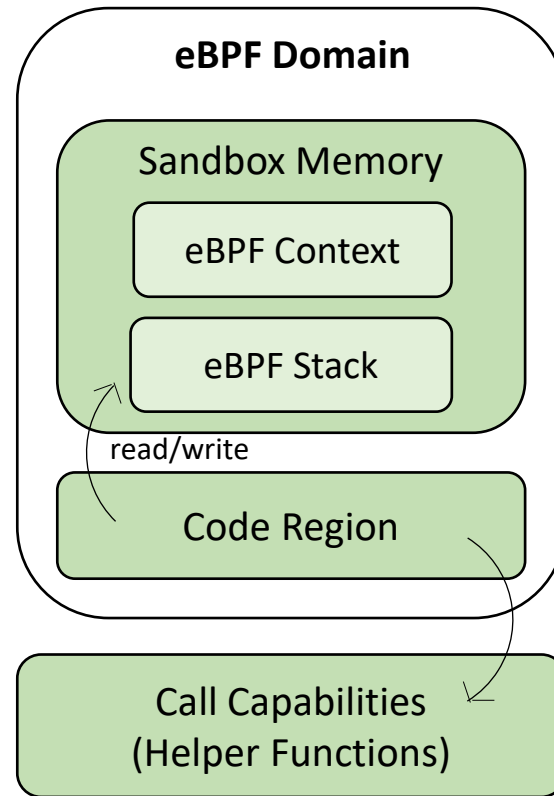 eBPF Domain
Sandbox Memory
eBPF Context
eBPF Stack
read/write
Code Region
Call Capabilities
(Helper Functions)